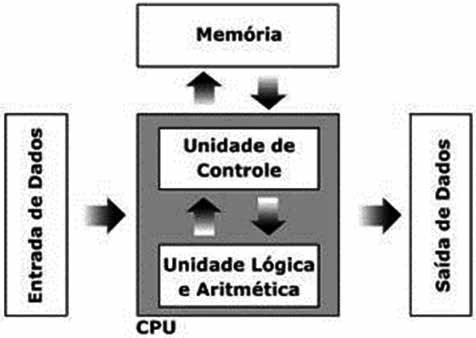 Memória
Entrada de Dados
Unidade de
Controle
Unidade Lógica
e Aritmética
CPU
Saída de Dados